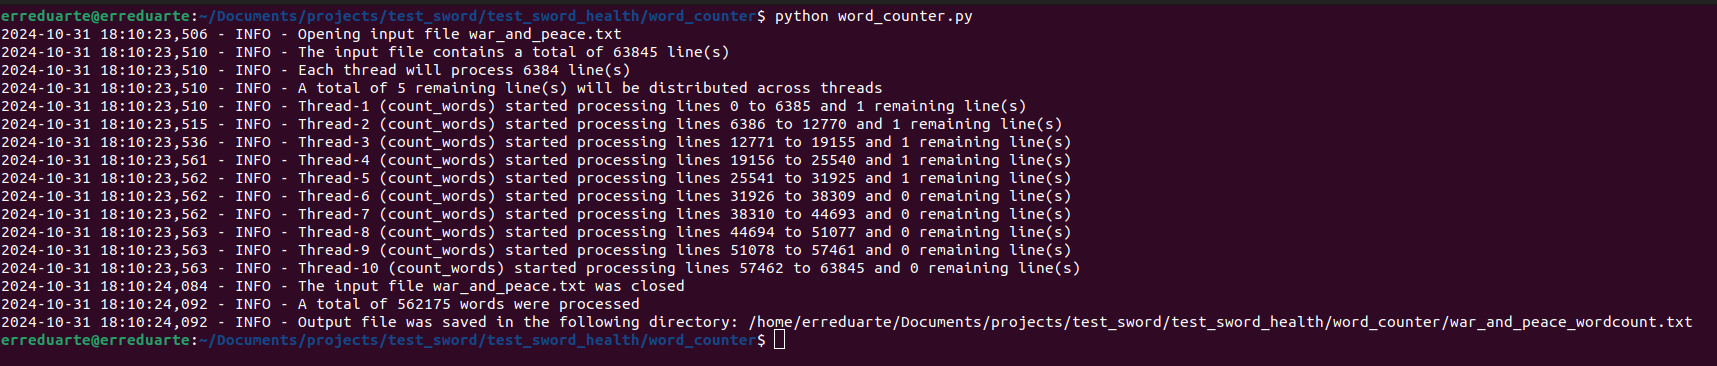 erreduarte@erreduarte:~/Documents/projects/test_sword/test_sword_health/word_counter$ python word_counter.py
2024-10-31 18:10:23,506 - INFO - Opening input file war_and_peace.txt
2024-10-31 18:10:23,510 - INFO - The input file contains a total of 63845 line(s)
2024-10-31 18:10:23,510 - INFO - Each thread will process 6384 line(s)
2024-10-31 18:10:23,510 - INFO - A total of 5 remaining line(s) will be distributed across threads
2024-10-31 18:10:23,510 - INFO - Thread-1 (count_words) started processing lines 0 to 6385 and 1 remaining line(s)
2024-10-31 18:10:23,515 - INFO - Thread-2 (count_words) started processing lines 6386 to 12770 and 1 remaining line(s)
2024-10-31 18:10:23,536 - INFO - Thread-3 (count_words) started processing lines 12771 to 19155 and 1 remaining line(s)
2024-10-31 18:10:23,561 - INFO - Thread-4 (count_words) started processing lines 19156 to 25540 and 1 remaining line(s)
2024-10-31 18:10:23,562 - INFO - Thread-5 (count_words) started processing lines 25541 to 31925 and 1 remaining line(s)
2024-10-31 18:10:23,562 - INFO - Thread-6 (count_words) started processing lines 31926 to 38309 and 0 remaining line(s)
2024-10-31 18:10:23,562 - INFO - Thread-7 (count_words) started processing lines 38310 to 44693 and 0 remaining line(s)
2024-10-31 18:10:23,563 - INFO - Thread-8 (count_words) started processing lines 44694 to 51077 and 0 remaining line(s)
2024-10-31 18:10:23,563 - INFO - Thread-9 (count_words) started processing lines 51078 to 57461 and 0 remaining line(s)
2024-10-31 18:10:23,563 - INFO - Thread-10 (count_words) started processing lines 57462 to 63845 and 0 remaining line(s)
2024-10-31 18:10:24,084 - INFO - The input file war_and_peace.txt was closed
2024-10-31 18:10:24,092 - INFO - A total of 562175 words were processed
2024-10-31 18:10:24,092 - INFO - Output file was saved in the following directory: /home/erreduarte/Documents/projects/test_sword/test_sword_health/word_counter/war_and_peace_wordcount.txt
erreduarte@erreduarte:~/Documents/projects/test_sword/test_sword_health/word_counter$